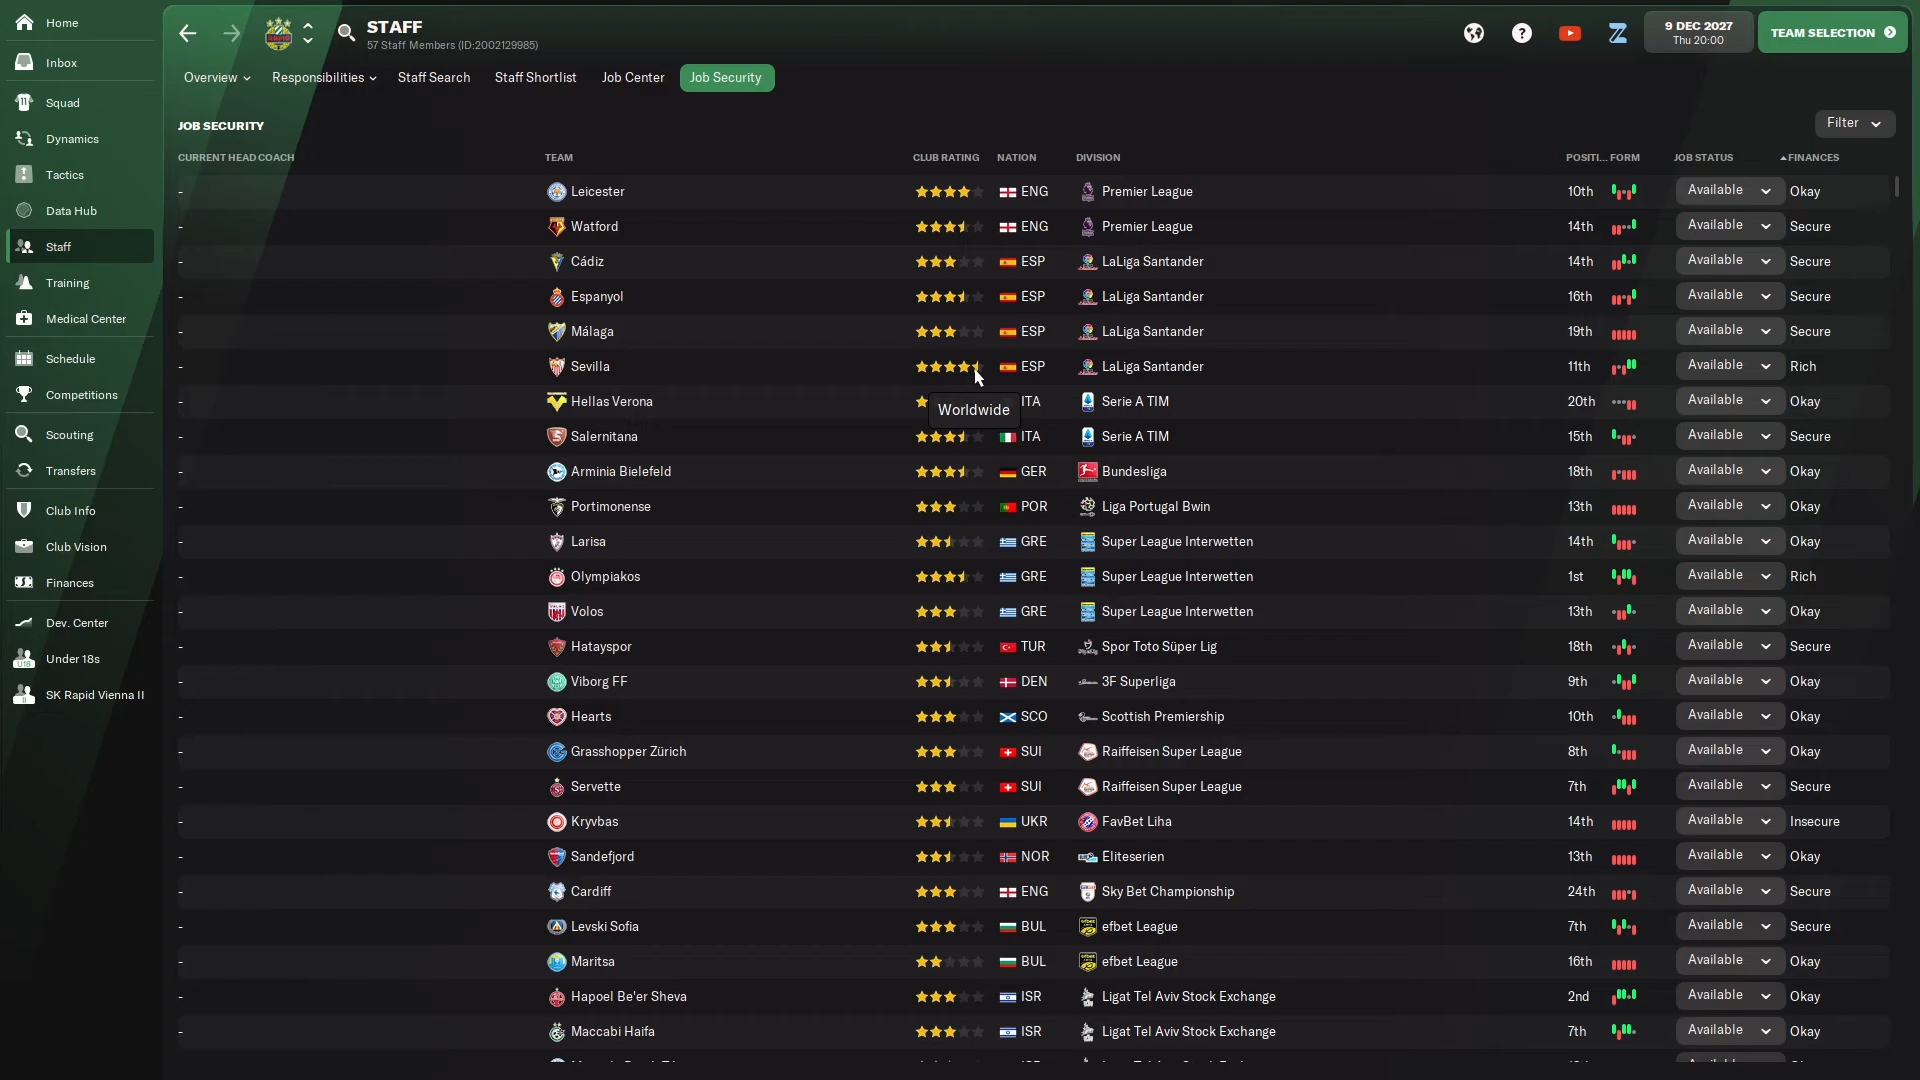 Home
Inbox
Squad
Dynamics
Tactics
Data Hub
Staff
Training
Medical Center
Schedule
Competitions
Scouting
Transfers
Club Info
Club Vision
Finances
Dev. Center
Under 18s
SK Rapid Vienna II
STAFF
57 Staff Members (ID:2002129985)
9 DEC 2027
Thu 20:00
TEAM SELECTION
Overview Responsibilities Staff Search Staff Shortlist Job Center Job Security
JOB SECURITY
Filter
CURRENT HEAD COACH TEAM CLUB RATING NATION DIVISION POSITI... FORM JOB STATUS FINANCES
- Leicester ENG Premier League 10th Available Okay
- Watford ENG Premier League 14th Available Secure
- Cádiz ESP LaLiga Santander 14th Available Secure
- Espanyol ESP LaLiga Santander 16th Available Secure
- Málaga ESP LaLiga Santander 19th Available Secure
- Sevilla ESP LaLiga Santander 11th Available Rich
- Hellas Verona ITA Serie A TIM 20th Available Okay
Worldwide
- Salernitana ITA Serie A TIM 15th Available Secure
- Arminia Bielefeld GER Bundesliga 18th Available Okay
- Portimonense POR Liga Portugal Bwin 13th Available Okay
- Larisa GRE Super League Interwetten 14th Available Okay
- Olympiakos GRE Super League Interwetten 1st Available Rich
- Volos GRE Super League Interwetten 13th Available Okay
- Hatayspor TUR Spor Toto Süper Lig 18th Available Secure
- Viborg FF DEN 3F Superliga 9th Available Okay
- Hearts SCO Scottish Premiership 10th Available Okay
- Grasshopper Zürich SUI Raiffeisen Super League 8th Available Okay
- Servette SUI Raiffeisen Super League 7th Available Secure
- Kryvbas UKR FavBet Liha 14th Available Insecure
- Sandefjord NOR Eliteserien 13th Available Okay
- Cardiff ENG Sky Bet Championship 24th Available Secure
- Levski Sofia BUL efbet League 7th Available Secure
- Maritsa BUL efbet League 16th Available Okay
- Hapoel Be'er Sheva ISR Ligat Tel Aviv Stock Exchange 2nd Available Okay
- Maccabi Haifa ISR Ligat Tel Aviv Stock Exchange 7th Available Okay